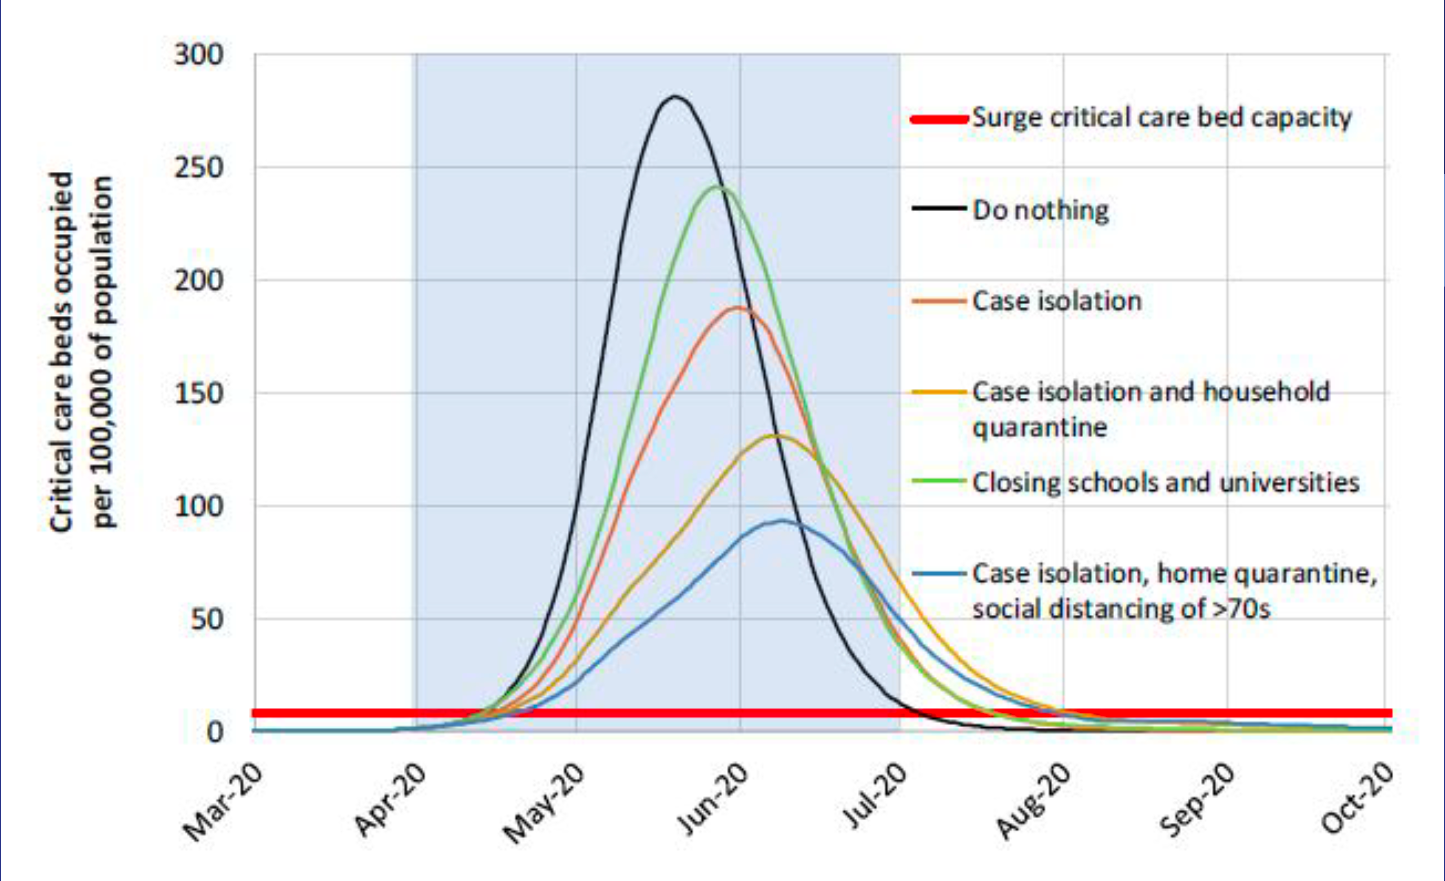 Critical care beds occupied
per 100,000 of population
300
250
200
150
100
50
0
Mar-20
Apr-20
May-20
Jun-20
Jul-20
Aug-20
Sep-20
Oct-20
Surge critical care bed capacity
Do nothing
Case isolation
Case isolation and household
quarantine
Closing schools and universities
Case isolation, home quarantine,
social distancing of >70s